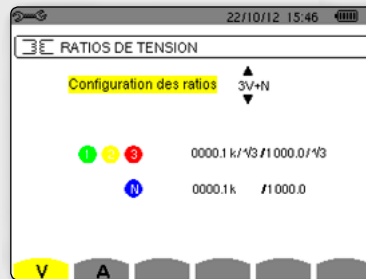 22/10/12 15:46
RATIOS DE TENSION
Configuration des ratios 3V+N
1 2 3 0000.1 k/√3 /1000.0/√3
N 0000.1 k /1000.0
V A